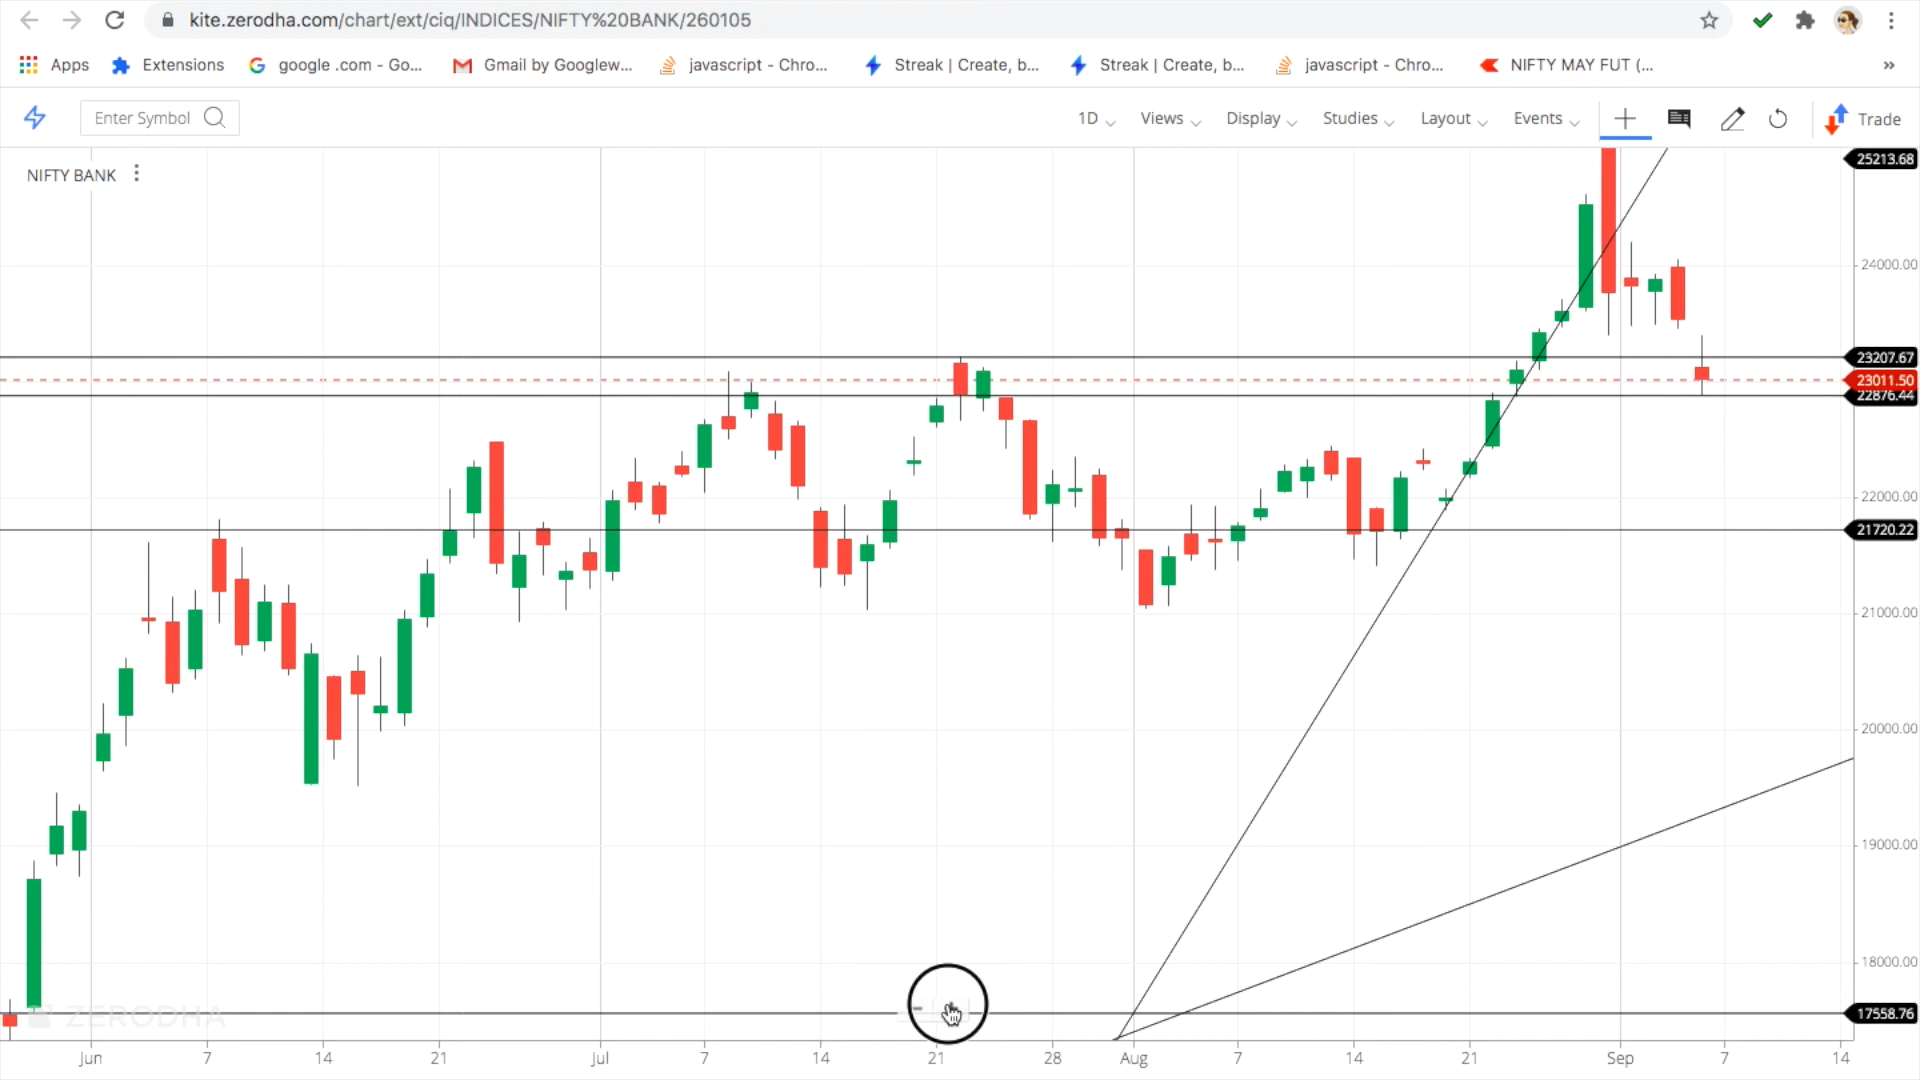 kite.zerodha.com/chart/ext/ciq/INDICES/NIFTY%20BANK/260105
Apps Extensions google .com - Go... Gmail by Googlew... javascript - Chro... Streak | Create, b... Streak | Create, b... javascript - Chro... NIFTY MAY FUT (... »
Enter Symbol 1D Views Display Studies Layout Events Trade
NIFTY BANK
25213.68
24000.00
23207.67
23011.50
22876.44
22000.00
21720.22
21000.00
20000.00
19000.00
18000.00
17558.76
ZERODHA
Jun 7 14 21 Jul 7 14 21 28 Aug 7 14 21 Sep 7 14